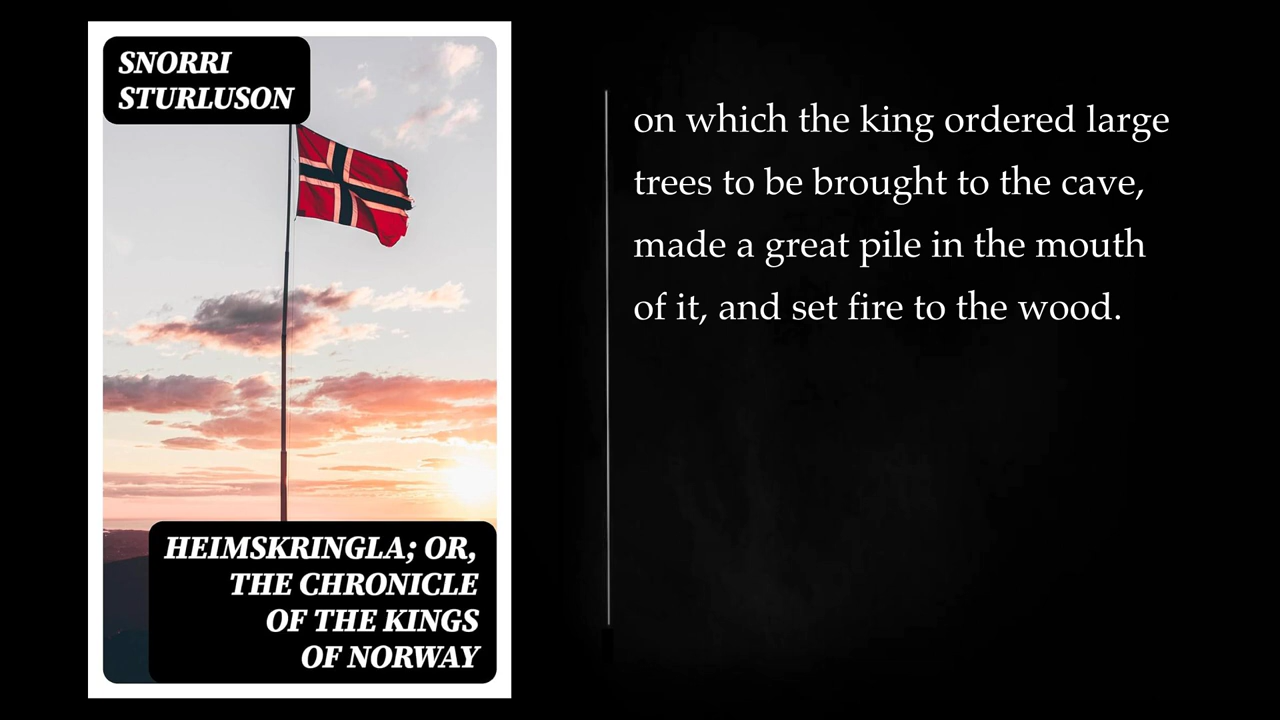 SNORRI
STURLUSON
HEIMSKRINGLA; OR,
THE CHRONICLE
OF THE KINGS
OF NORWAY
on which the king ordered large
trees to be brought to the cave,
made a great pile in the mouth
of it, and set fire to the wood.